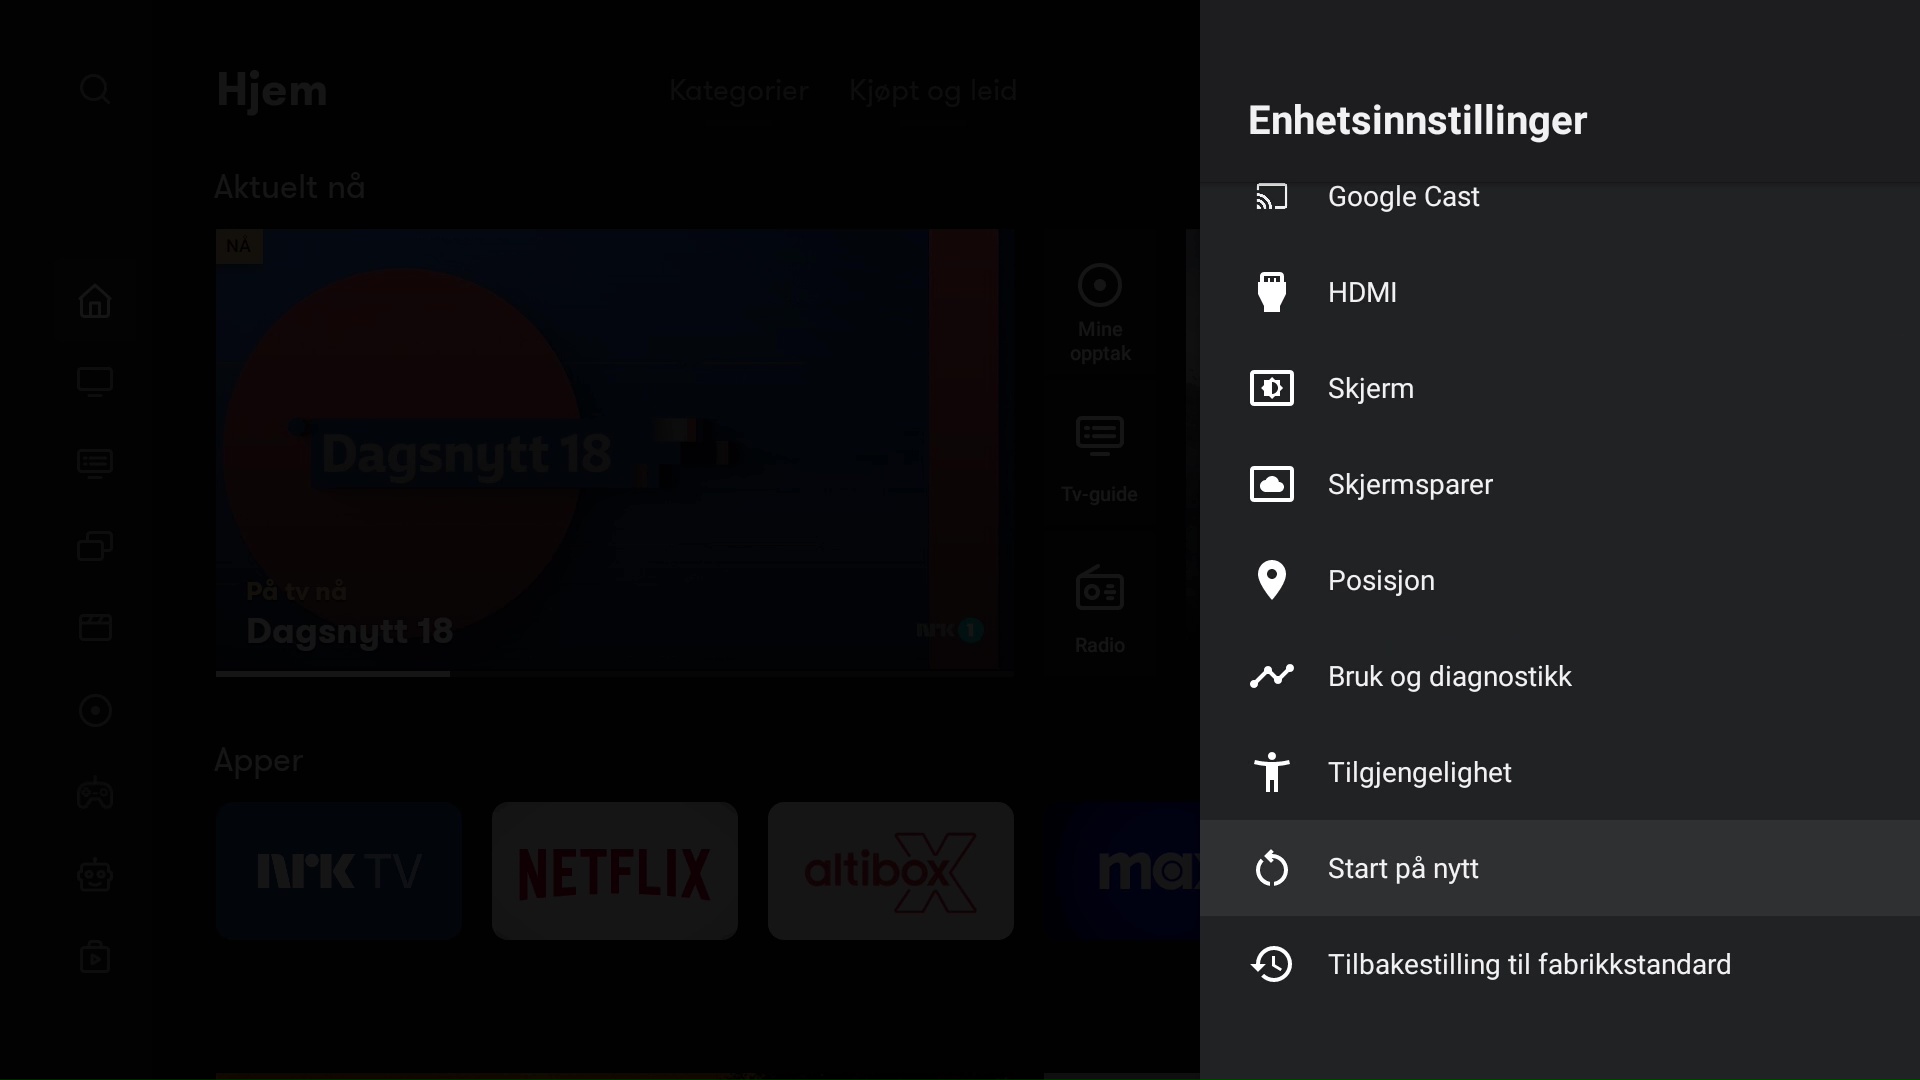 Hjem
Kategorier
Kjøpt og leid
Aktuelt nå
NÅ
Dagsnytt 18
På tv nå
Dagsnytt 18
NRK 1
Mine
opptak
Tv-guide
Radio
Apper
NRK TV
NETFLIX
altibox X
max
Enhetsinnstillinger
Google Cast
HDMI
Skjerm
Skjermsparer
Posisjon
Bruk og diagnostikk
Tilgjengelighet
Start på nytt
Tilbakestilling til fabrikkstandard